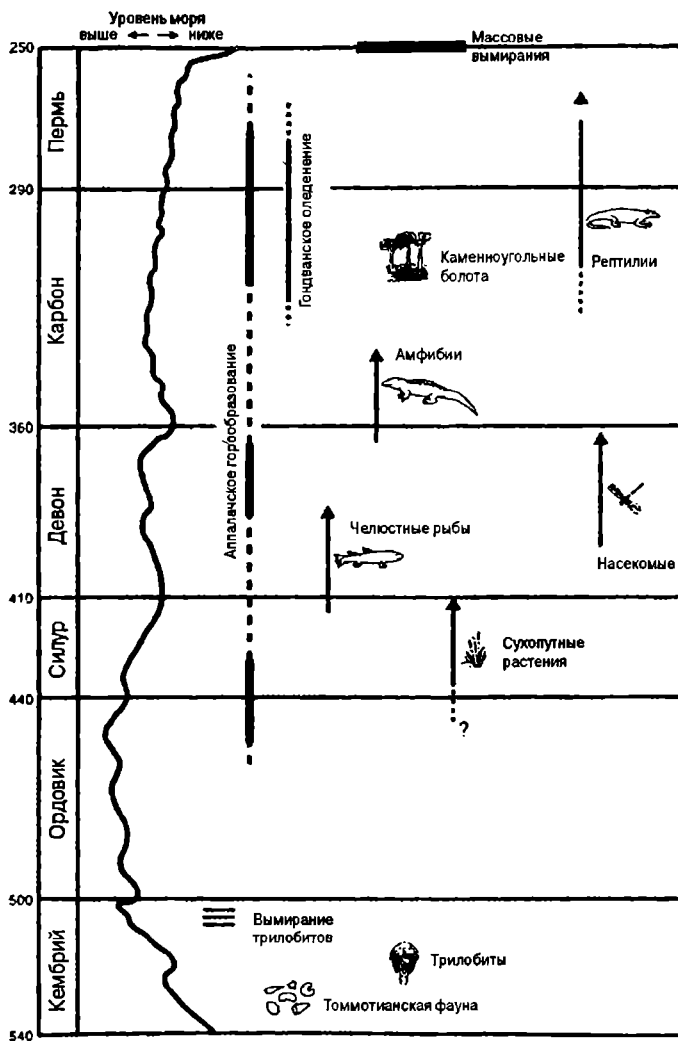 Уровень моря
выше ← → ниже
Массовые
вымирания
250
Пермь
290
Гондванское оледенение
Каменноугольные
болота
Рептилии
Карбон
Амфибии
Аппалачское горообразование
360
Девон
Челюстные рыбы
Насекомые
410
Силур
Сухопутные
растения
440
?
Ордовик
500
Вымирание
трилобитов
Кембрий
Трилобиты
Томмотианская фауна
540